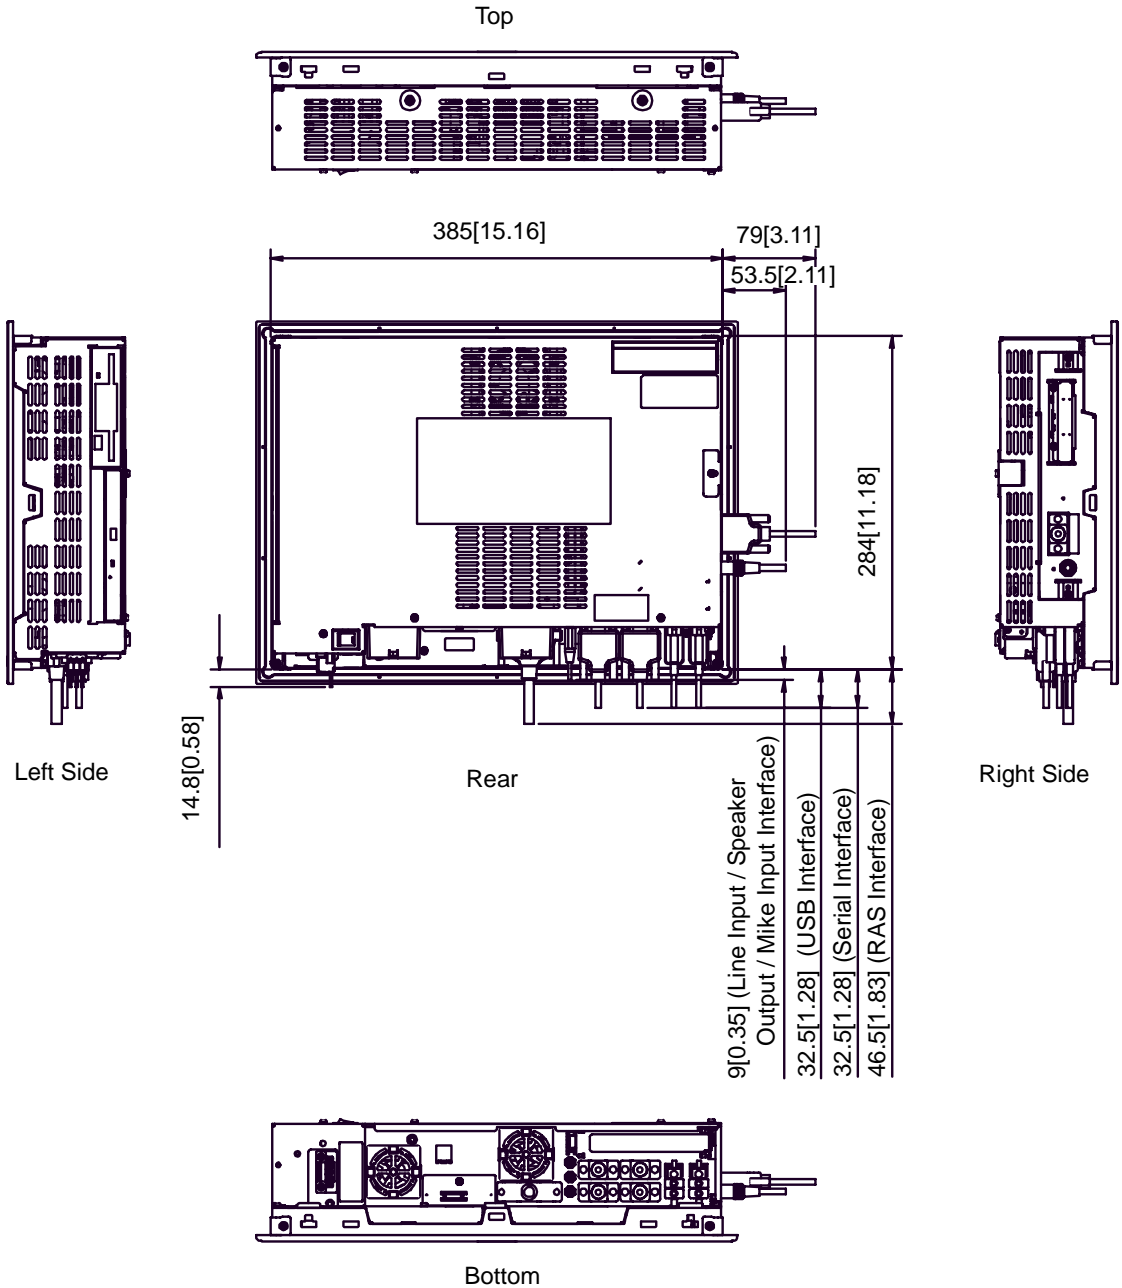 Top
385[15.16]
79[3.11]
53.5[2.11]
284[11.18]
14.8[0.58]
Left Side
Rear
Right Side
9[0.35] (Line Input / Speaker
Output / Mike Input Interface)
32.5[1.28] (USB Interface)
32.5[1.28] (Serial Interface)
46.5[1.83] (RAS Interface)
Bottom